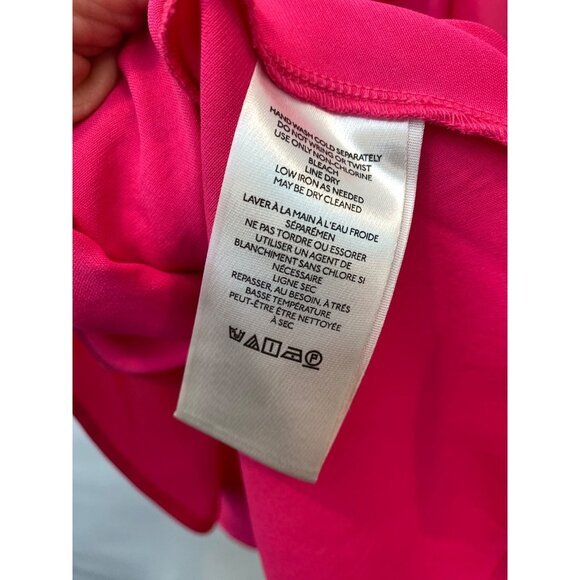 HAND WASH COLD SEPARATELY
DO NOT WRING OR TWIST
USE ONLY NON-CHLORINE
BLEACH
LINE DRY
LOW IRON AS NEEDED
MAY BE DRY CLEANED
LAVER À LA MAIN À L'EAU FROIDE
SÉPARÉMEN
NE PAS TORDRE OU ESSORER
UTILISER UN AGENT DE
BLANCHIMENT SANS CHLORE SI
NÉCESSAIRE
LIGNE SEC
REPASSER, AU BESOIN, À TRÉS
BASSE TEMPÉRATURE
PEUT-ÊTRE ÊTRE NETTOYÉE
À SEC
P